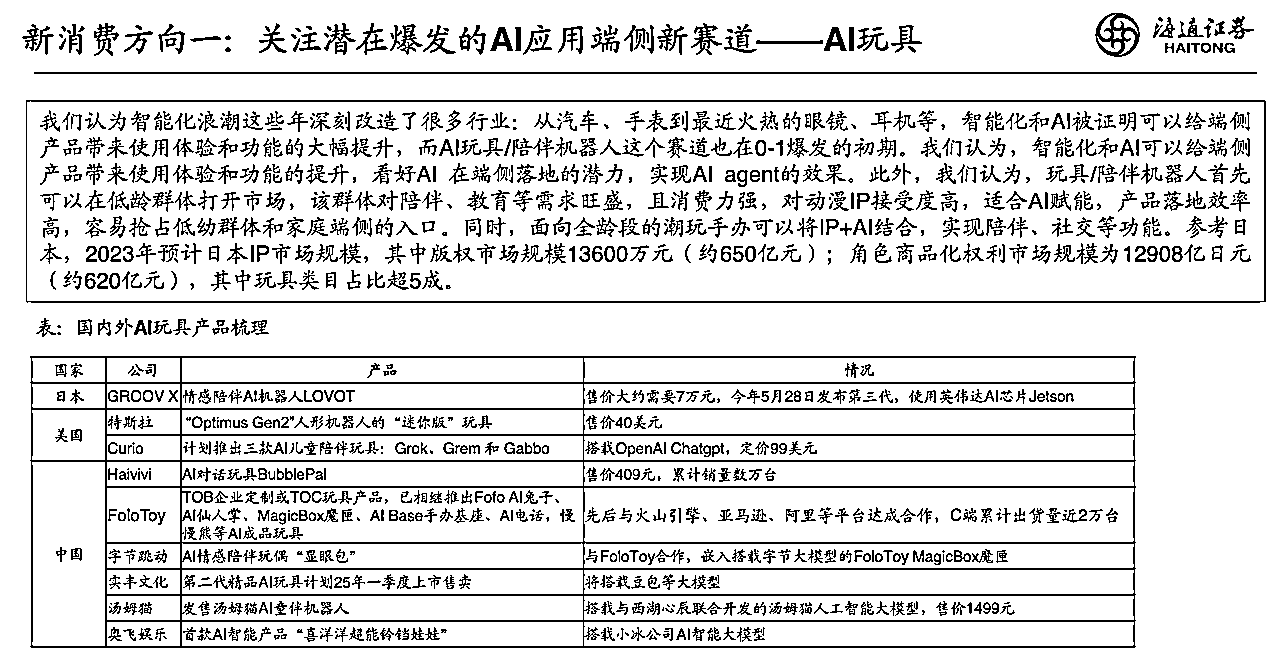 新消费方向一：关注潜在爆发的AI应用端侧新赛道——AI玩具
海通证券
HAITONG
我们认为智能化浪潮这些年深刻改造了很多行业：从汽车、手表到最近火热的眼镜、耳机等，智能化和AI被证明可以给端侧
产品带来使用体验和功能的大幅提升，而AI玩具/陪伴机器人这个赛道也在0-1爆发的初期。我们认为，智能化和AI可以给端侧
产品带来使用体验和功能的提升，看好AI 在端侧落地的潜力，实现AI agent的效果。此外，我们认为，玩具/陪伴机器人首先
可以在低龄群体打开市场，该群体对陪伴、教育等需求旺盛，且消费力强，对动漫IP接受度高，适合AI赋能，产品落地效率
高，容易抢占低幼群体和家庭端侧的入口。同时，面向全龄段的潮玩手办可以将IP+AI结合，实现陪伴、社交等功能。参考日
本，2023年预计日本IP市场规模，其中版权市场规模13600万元（约650亿元）；角色商品化权利市场规模为12908亿日元
（约620亿元），其中玩具类目占比超5成。
表：国内外AI玩具产品梳理
国家 公司 产品 情况
日本 GROOV X 情感陪伴AI机器人LOVOT 售价大约需要7万元，今年5月28日发布第三代，使用英伟达AI芯片Jetson
美国 特斯拉 “Optimus Gen2”人形机器人的“迷你版”玩具 售价40美元
Curio 计划推出三款AI儿童陪伴玩具：Grok、Grem 和 Gabbo 搭载OpenAI Chatgpt，定价99美元
中国 Haivivi AI对话玩具BubblePal 售价409元，累计销量数万台
FoloToy TOB企业定制或TOC玩具产品，已相继推出Fofo AI兔子、
AI仙人掌、MagicBox魔匣、AI Base手办基座、AI电话，慢
慢熊等AI成品玩具 先后与火山引擎、亚马逊、阿里等平台达成合作，C端累计出货量近2万台
字节跳动 AI情感陪伴玩偶“显眼包” 与FoloToy合作，嵌入搭载字节大模型的FoloToy MagicBox魔匣
实丰文化 第二代精品AI玩具计划25年一季度上市售卖 将搭载豆包等大模型
汤姆猫 发售汤姆猫AI童伴机器人 搭载与西湖心辰联合开发的汤姆猫人工智能大模型，售价1499元
奥飞娱乐 首款AI智能产品“喜洋洋超能铃铛娃娃” 搭载小冰公司AI智能大模型